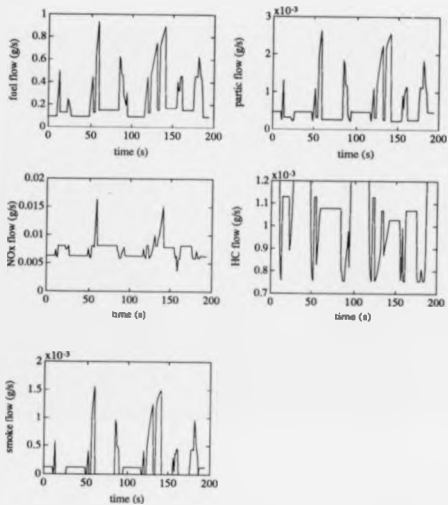 1
0.8
0.6
0.4
0.2
0
fuel flow (g/s)
0 50 100 150 200
time (s)
x10-3
3
2
1
0
partic flow (g/s)
0 50 100 150 200
time (s)
0.02
0.015
0.01
0.005
0
NOx flow (g/s)
0 50 100 150 200
time (s)
x10-3
1.2
1.1
1
0.9
0.8
0.7
HC flow (g/s)
0 50 100 150 200
time (s)
x10-3
2
1.5
1
0.5
0
smoke flow (g/s)
0 50 100 150 200
time (s)